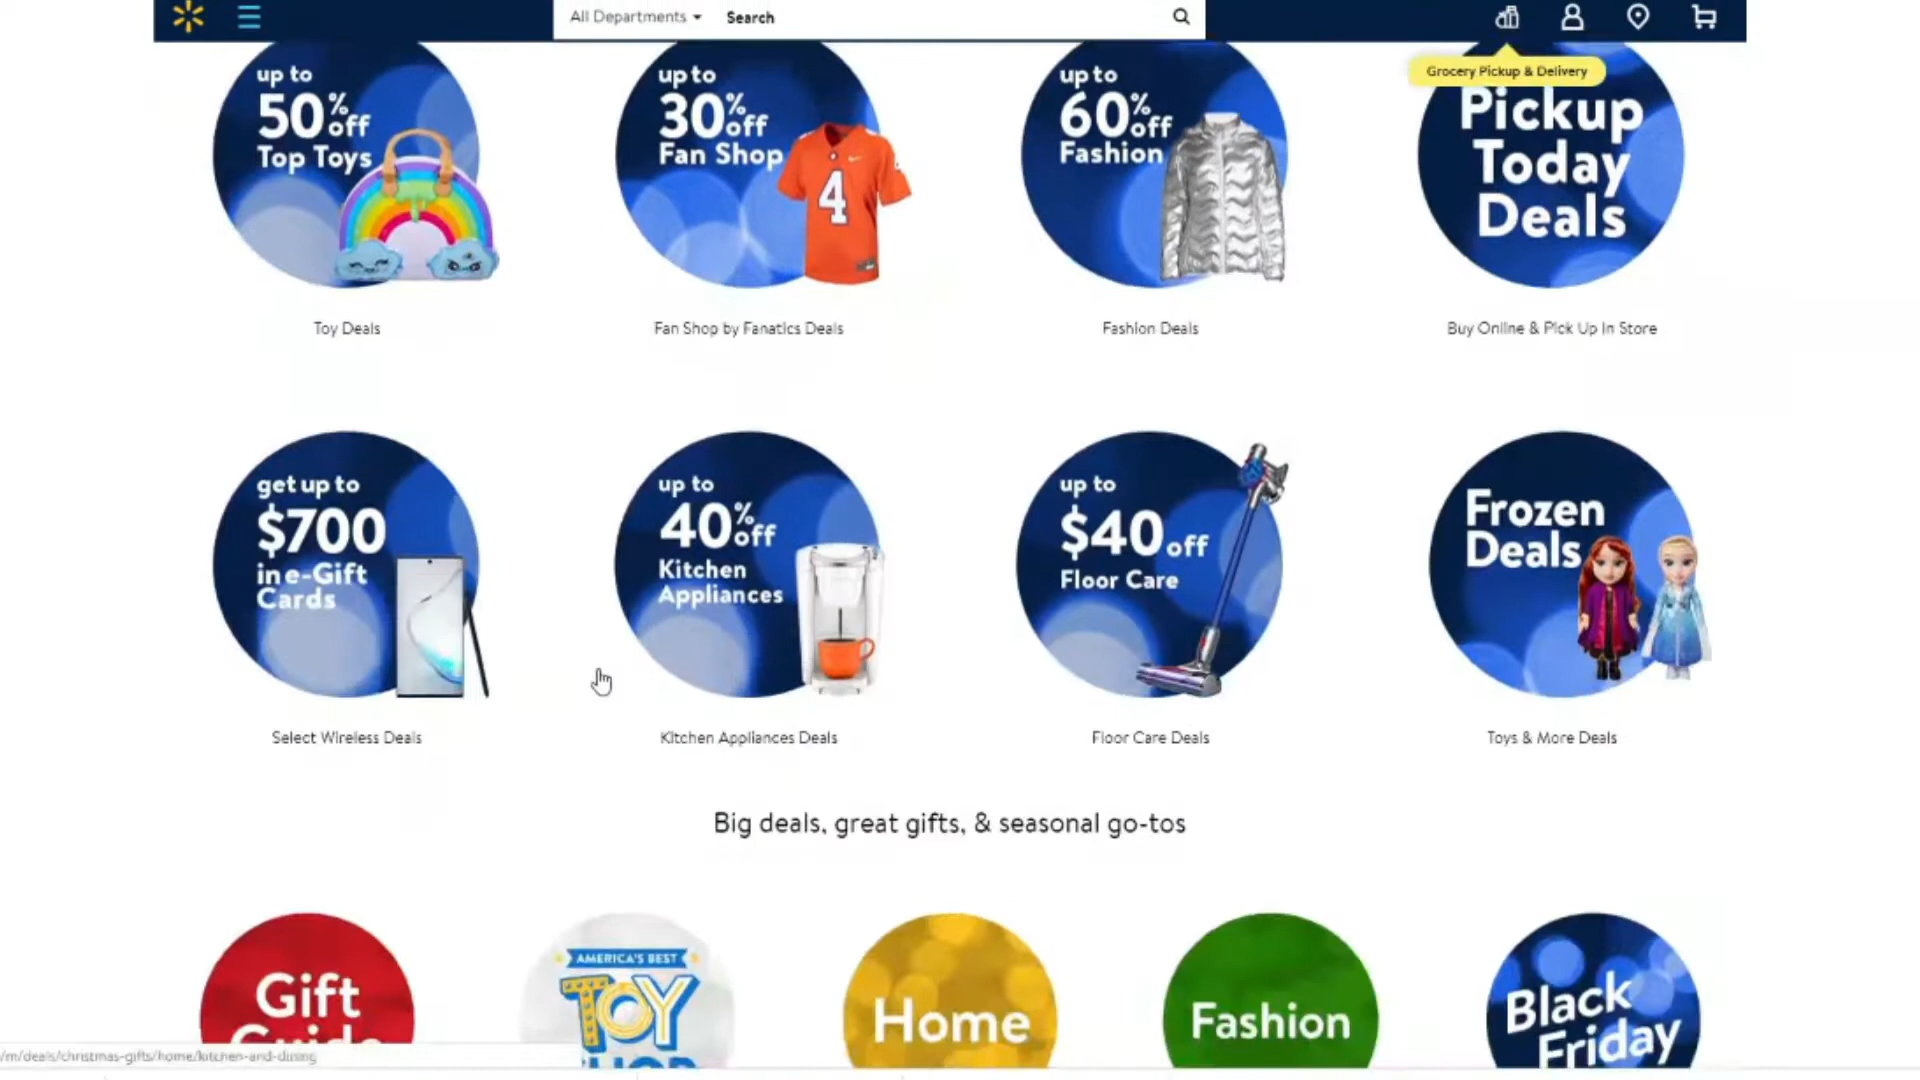 All Departments
Search
Grocery Pickup & Delivery
up to
50% off
Top Toys
up to
30% off
Fan Shop
4
up to
60% off
Fashion
Pickup
Today
Deals
Toy Deals
Fan Shop by Fanatics Deals
Fashion Deals
Buy Online & Pick Up In Store
get up to
$700
in e-Gift
Cards
up to
40% off
Kitchen
Appliances
up to
$40 off
Floor Care
Frozen
Deals
Select Wireless Deals
Kitchen Appliances Deals
Floor Care Deals
Toys & More Deals
Big deals, great gifts, & seasonal go-tos
Gift
Guide
AMERICA'S BEST
TOY
SHOP
Home
Fashion
Black
Friday
/m/deals/christmas-gifts/home/kitchen-and-dining